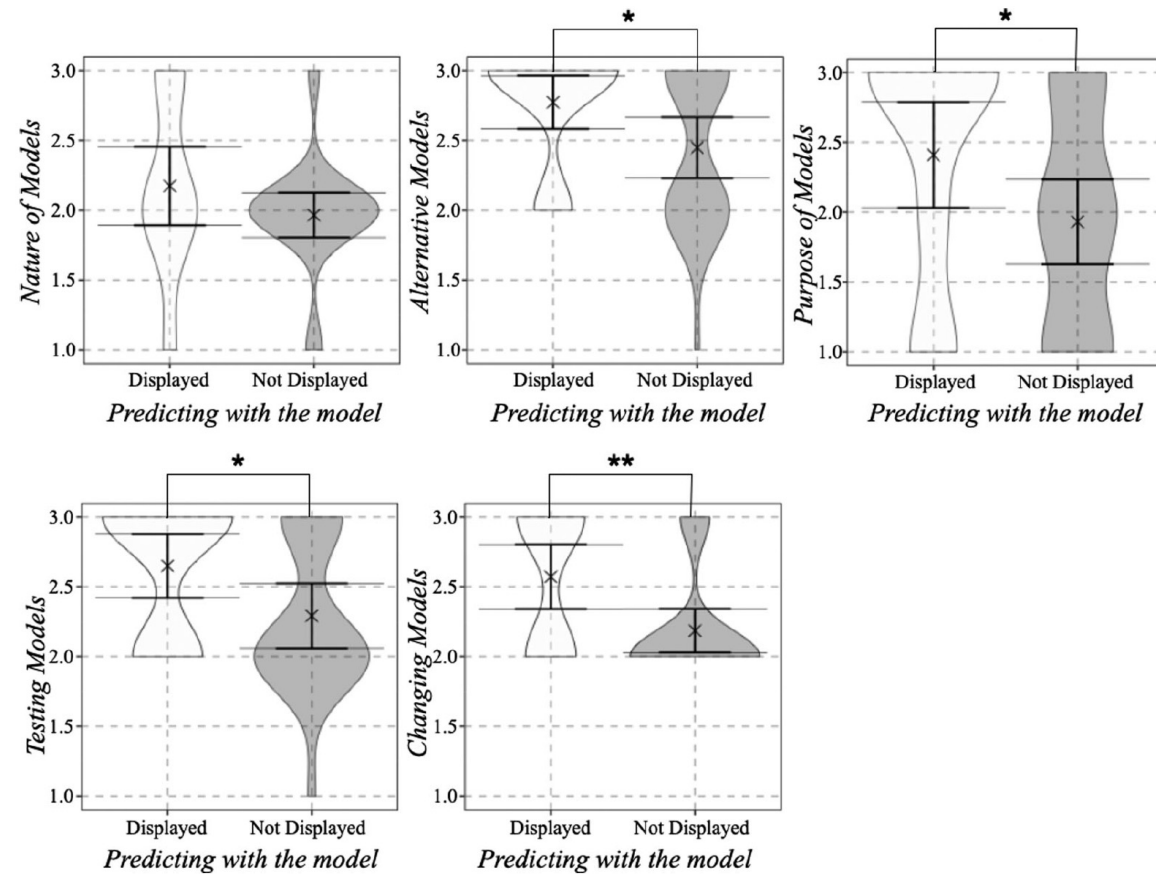 *
*
Nature of Models
3.0
2.5
2.0
1.5
1.0
Displayed Not Displayed
Predicting with the model
Alternative Models
3.0
2.5
2.0
1.5
1.0
Displayed Not Displayed
Predicting with the model
Purpose of Models
3.0
2.5
2.0
1.5
1.0
Displayed Not Displayed
Predicting with the model
*
**
Testing Models
3.0
2.5
2.0
1.5
1.0
Displayed Not Displayed
Predicting with the model
Changing Models
3.0
2.5
2.0
1.5
1.0
Displayed Not Displayed
Predicting with the model